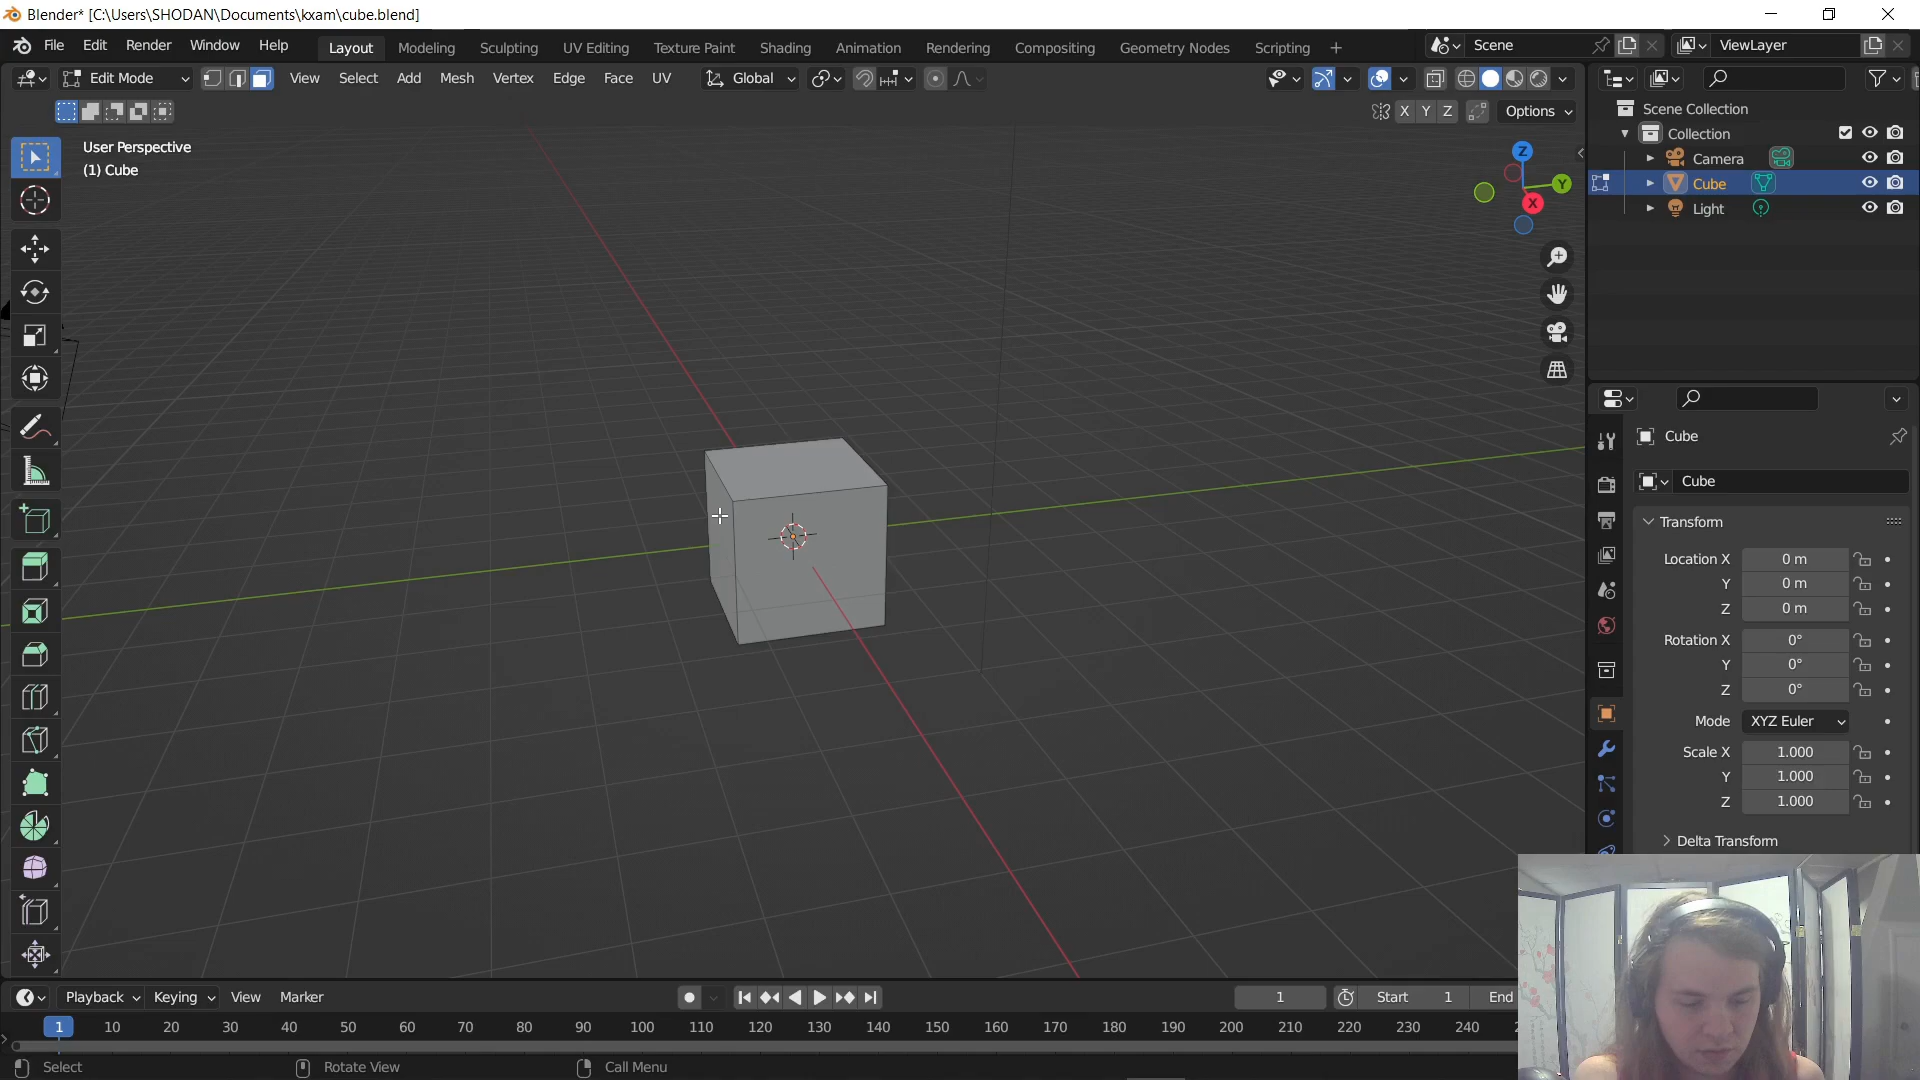 Blender* [C:\Users\SHODAN\Documents\kxam\cube.blend]
File Edit Render Window Help Layout Modeling Sculpting UV Editing Texture Paint Shading Animation Rendering Compositing Geometry Nodes Scripting + Scene ViewLayer
Edit Mode View Select Add Mesh Vertex Edge Face UV Global
X Y Z Options
User Perspective
(1) Cube
Z
Y
X
Scene Collection
Collection
Camera
Cube
Light
Cube
Cube
Transform
Location X 0 m
Y 0 m
Z 0 m
Rotation X 0°
Y 0°
Z 0°
Mode XYZ Euler
Scale X 1.000
Y 1.000
Z 1.000
Delta Transform
Playback Keying View Marker 1 Start 1 End
1 10 20 30 40 50 60 70 80 90 100 110 120 130 140 150 160 170 180 190 200 210 220 230 240
Select Rotate View Call Menu